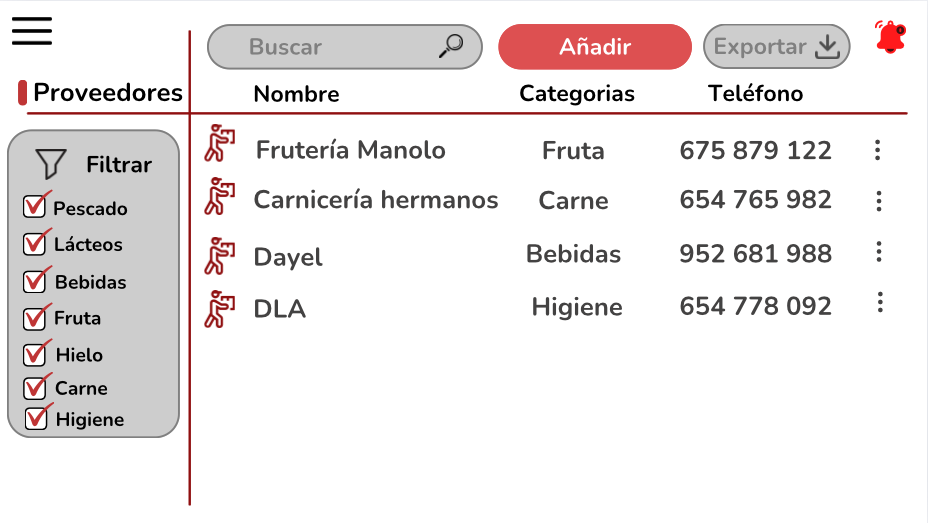 Buscar
Añadir
Exportar
Proveedores
Nombre
Categorias
Teléfono
Filtrar
Pescado
Lácteos
Bebidas
Fruta
Hielo
Carne
Higiene
Frutería Manolo Fruta 675 879 122
Carnicería hermanos Carne 654 765 982
Dayel Bebidas 952 681 988
DLA Higiene 654 778 092